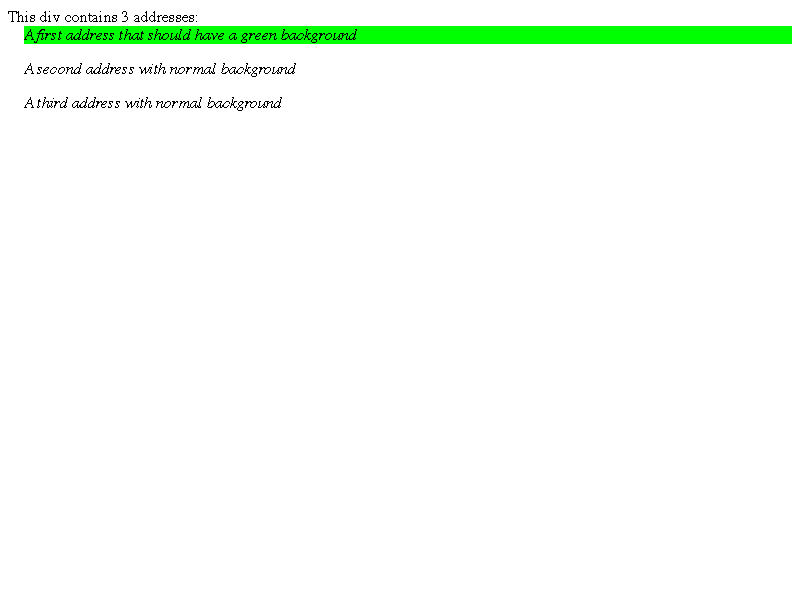 This div contains 3 addresses:
A first address that should have a green background
A second address with normal background
A third address with normal background